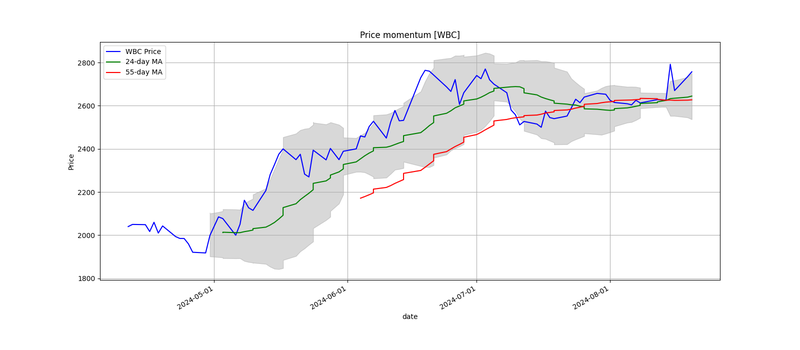 Price momentum [WBC]
WBC Price
24-day MA
55-day MA
2800
2600
2400
2200
2000
1800
Price
2024-05-01
2024-06-01
2024-07-01
2024-08-01
date